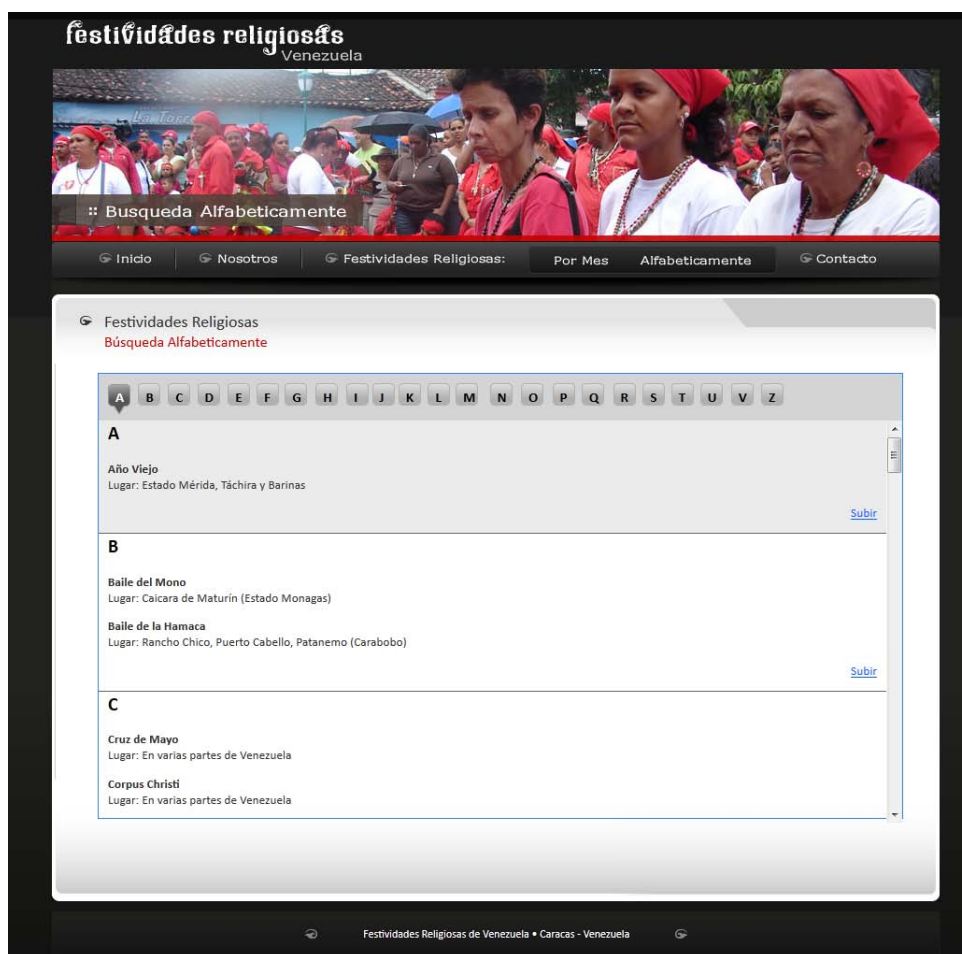 festividades religiosas
Venezuela
La Torre
:: Busqueda Alfabeticamente
Inicio
Nosotros
Festividades Religiosas:
Por Mes
Alfabeticamente
Contacto
Festividades Religiosas
Búsqueda Alfabeticamente
A B C D E F G H I J K L M N O P Q R S T U V Z
A
Año Viejo
Lugar: Estado Mérida, Táchira y Barinas
Subir
B
Baile del Mono
Lugar: Caicara de Maturín (Estado Monagas)
Baile de la Hamaca
Lugar: Rancho Chico, Puerto Cabello, Patanemo (Carabobo)
Subir
C
Cruz de Mayo
Lugar: En varias partes de Venezuela
Corpus Christi
Lugar: En varias partes de Venezuela
Festividades Religiosas de Venezuela • Caracas - Venezuela